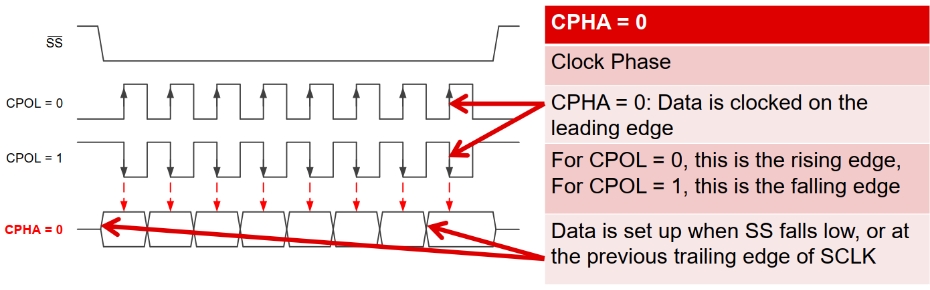 SS
CPOL = 0
CPOL = 1
CPHA = 0
CPHA = 0
Clock Phase
CPHA = 0: Data is clocked on the
leading edge
For CPOL = 0, this is the rising edge,
For CPOL = 1, this is the falling edge
Data is set up when SS falls low, or at
the previous trailing edge of SCLK